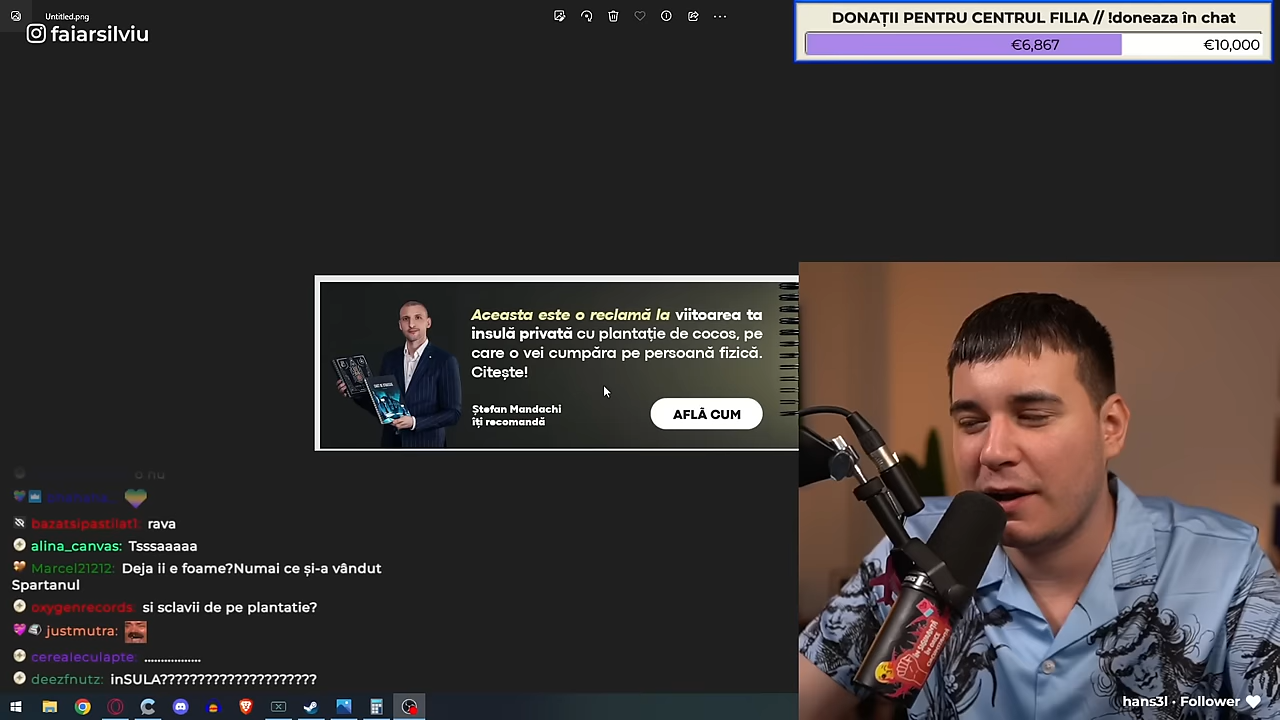 Untitled.png
faiarsilviu
DONAȚII PENTRU CENTRUL FILIA // !doneaza în chat
€6,867
€10,000
Aceasta este o reclamă la viitoarea ta
insulă privată cu plantație de cocos, pe
care o vei cumpăra pe persoană fizică.
Citește!
Ștefan Mandachi
îți recomandă
AFLĂ CUM
o nu
bazatsipastilat1: rava
alina_canvas: Tsssaaaaa
Marcel21212: Deja ii e foame?Numai ce și-a vândut
Spartanul
oxygenrecords: si sclavii de pe plantatie?
justmutra:
cerealeculapte: .................
deezfnutz: inSULA?????????????????????
hans3l · Follower